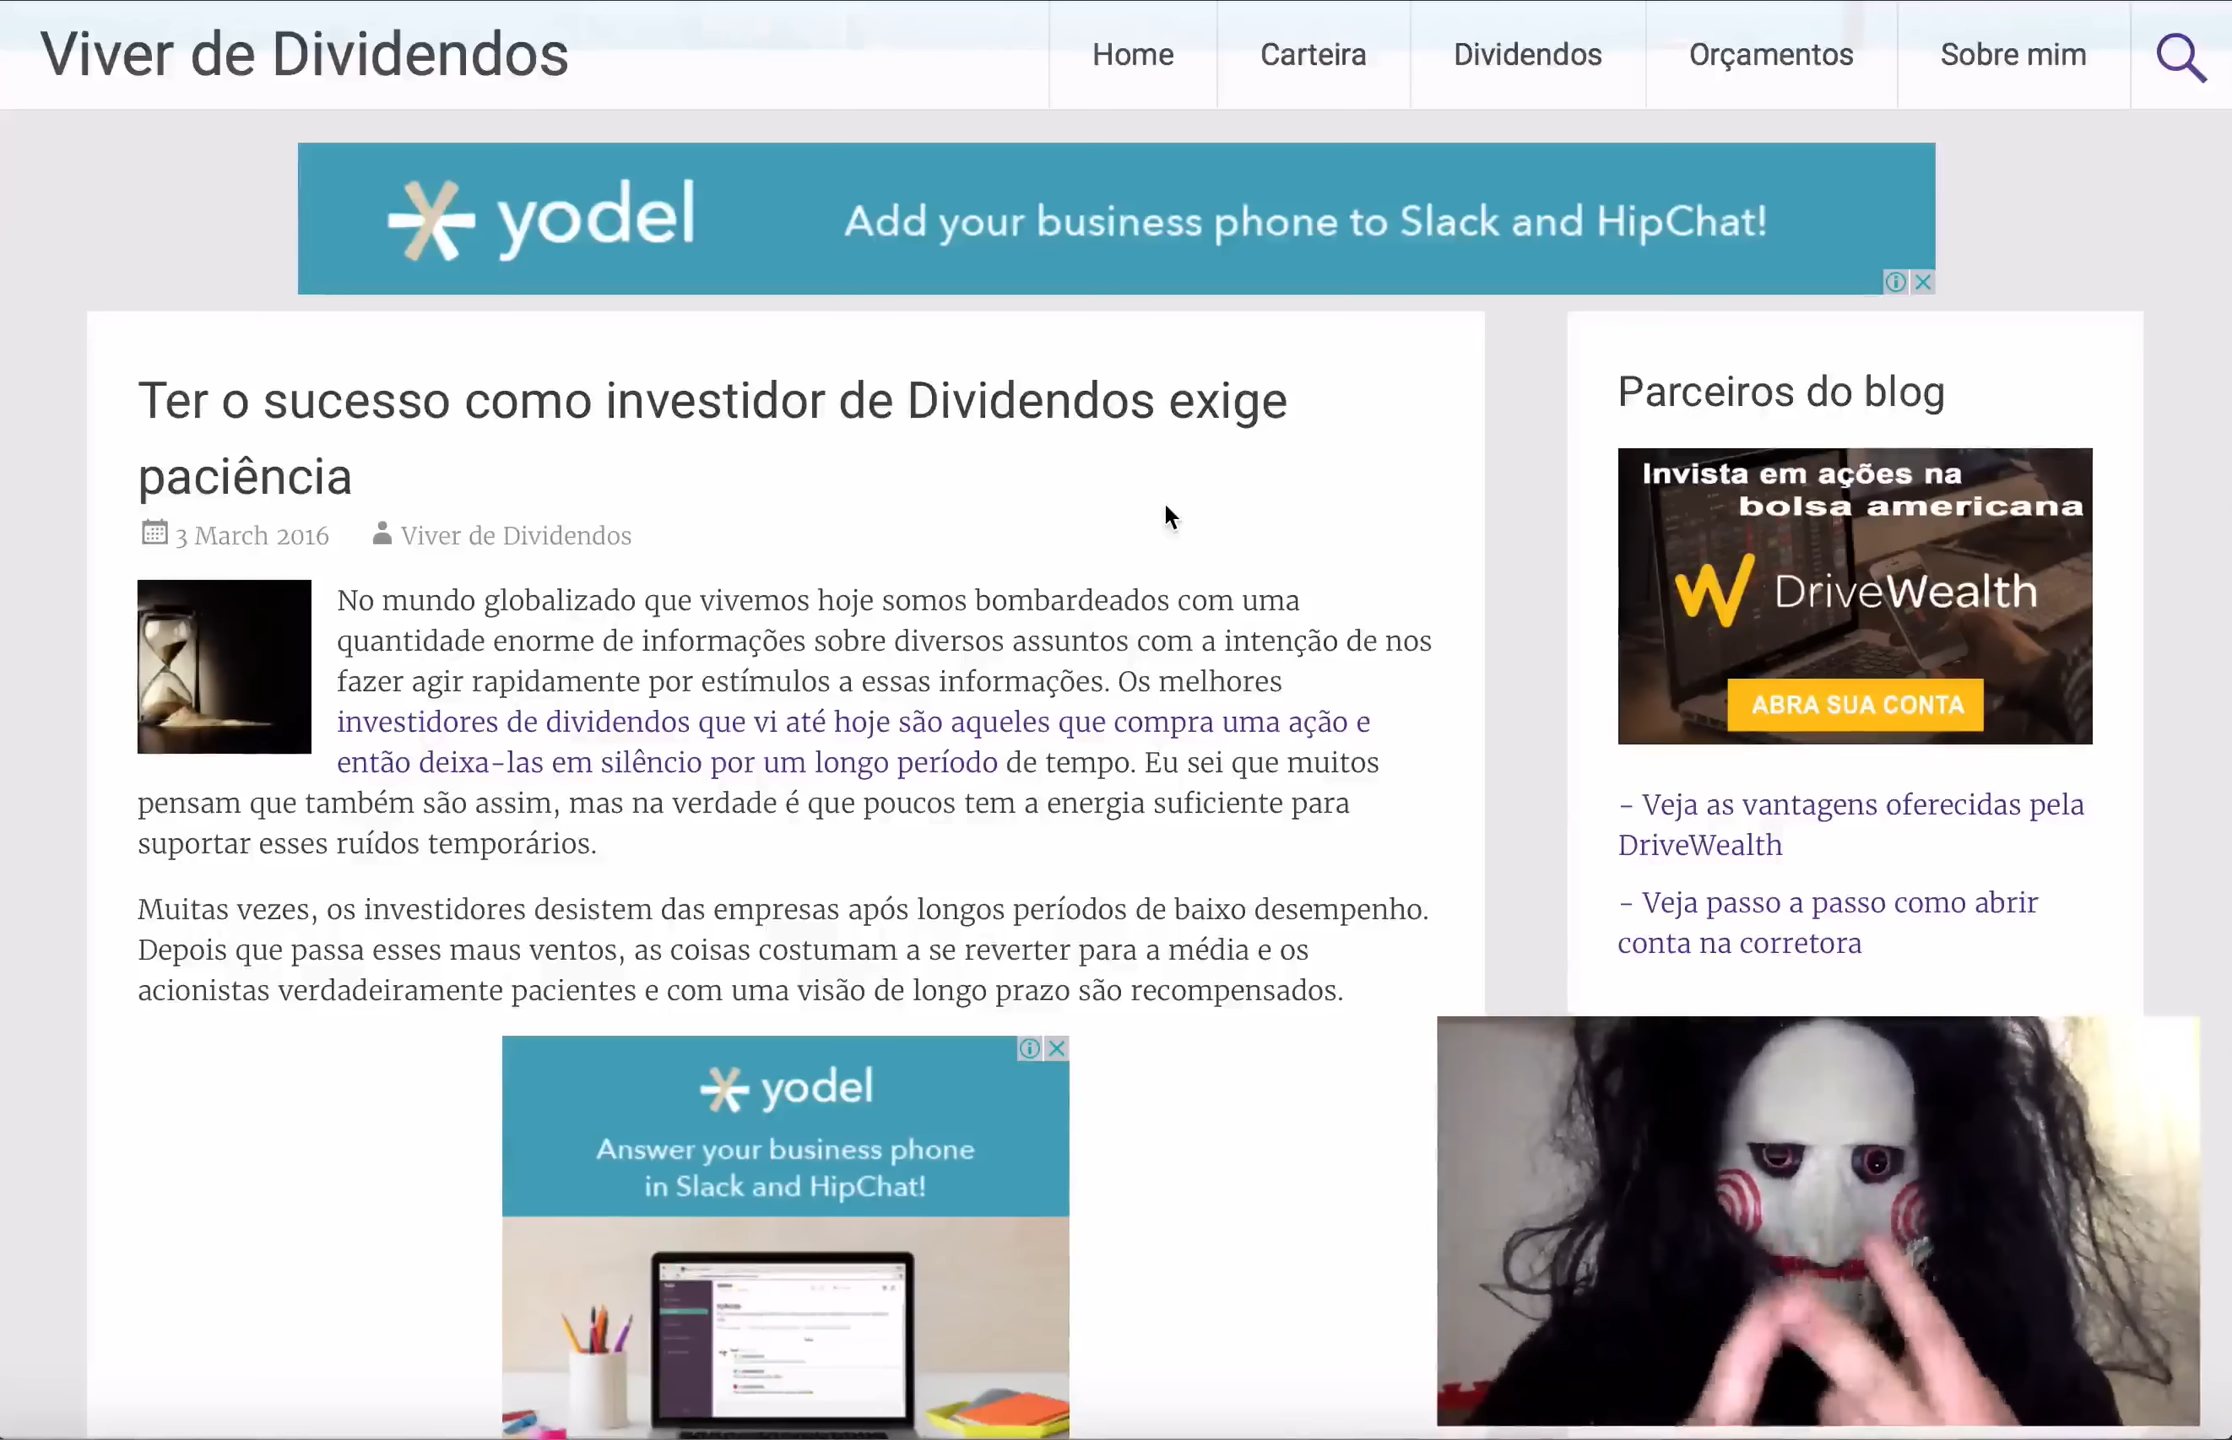 Viver de Dividendos
Home
Carteira
Dividendos
Orçamentos
Sobre mim
yodel
Add your business phone to Slack and HipChat!
Ter o sucesso como investidor de Dividendos exige
paciência
3 March 2016
Viver de Dividendos
No mundo globalizado que vivemos hoje somos bombardeados com uma
quantidade enorme de informações sobre diversos assuntos com a intenção de nos
fazer agir rapidamente por estímulos a essas informações. Os melhores
investidores de dividendos que vi até hoje são aqueles que compra uma ação e
então deixa-las em silêncio por um longo período de tempo. Eu sei que muitos
pensam que também são assim, mas na verdade é que poucos tem a energia suficiente para
suportar esses ruídos temporários.
Muitas vezes, os investidores desistem das empresas após longos períodos de baixo desempenho.
Depois que passa esses maus ventos, as coisas costumam a se reverter para a média e os
acionistas verdadeiramente pacientes e com uma visão de longo prazo são recompensados.
yodel
Answer your business phone
in Slack and HipChat!
Parceiros do blog
Invista em ações na
bolsa americana
DriveWealth
ABRA SUA CONTA
- Veja as vantagens oferecidas pela
DriveWealth
- Veja passo a passo como abrir
conta na corretora